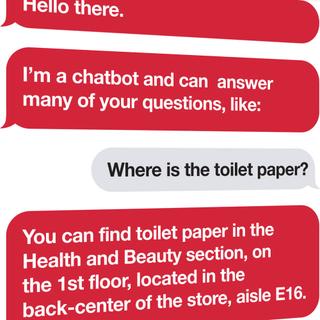 Hello there.
I'm a chatbot and can answer
many of your questions, like:
Where is the toilet paper?
You can find toilet paper in the
Health and Beauty section, on
the 1st floor, located in the
back-center of the store, aisle E16.